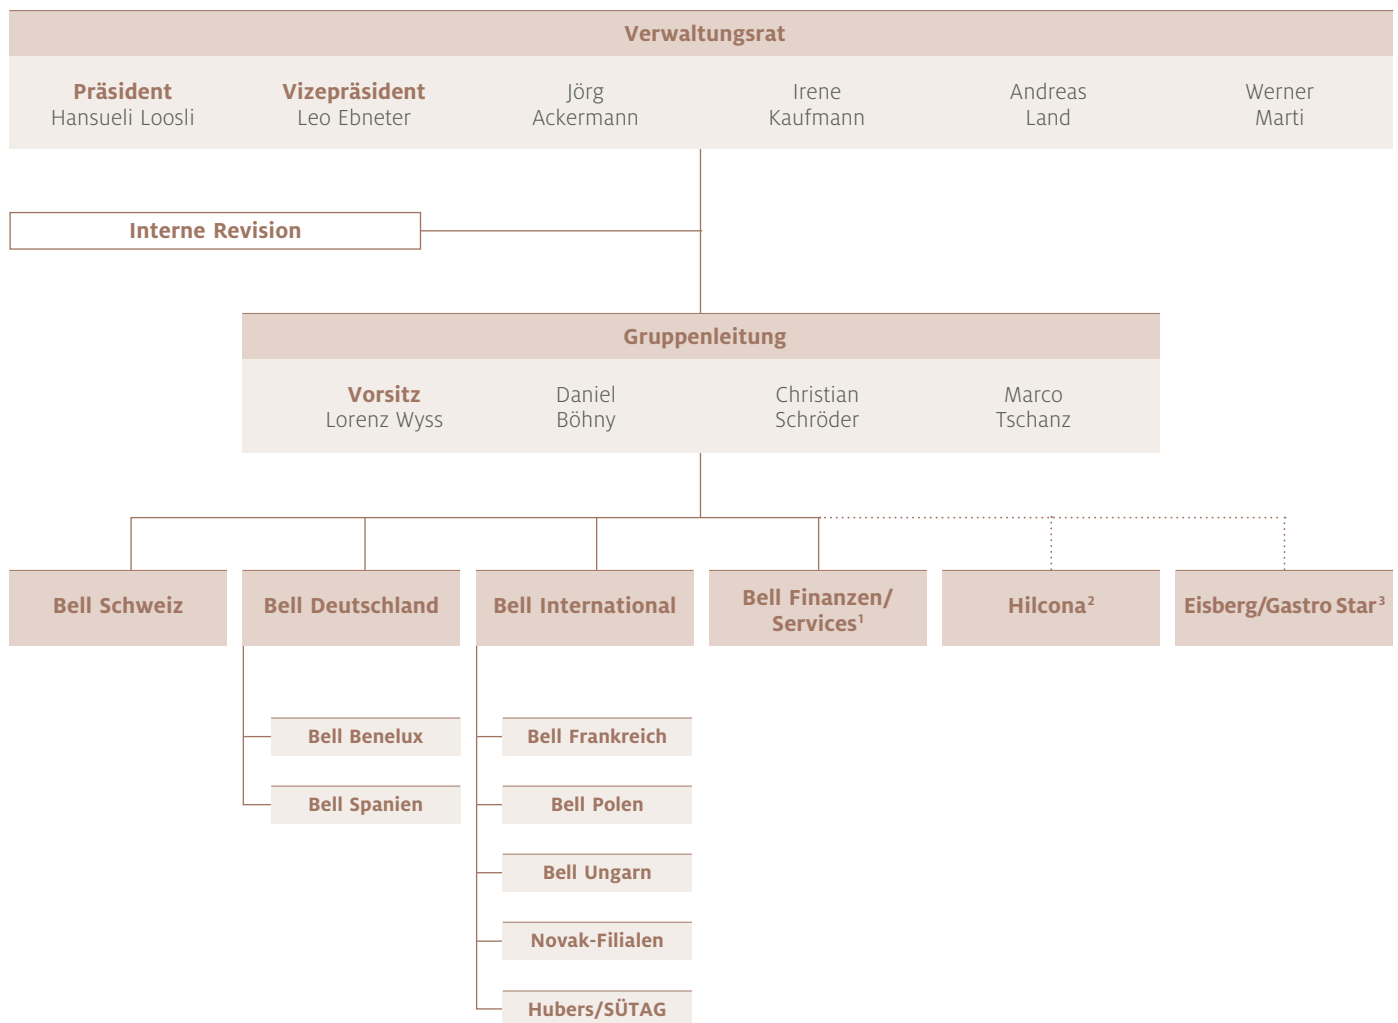 Verwaltungsrat
Präsident
Hansueli Loosli
Vizepräsident
Leo Ebneter
Jörg
Ackermann
Irene
Kaufmann
Andreas
Land
Werner
Marti
Interne Revision
Gruppenleitung
Vorsitz
Lorenz Wyss
Daniel
Böhny
Christian
Schröder
Marco
Tschanz
Bell Schweiz
Bell Deutschland
Bell International
Bell Finanzen/
Services¹
Hilcona²
Eisberg/Gastro Star³
Bell Benelux
Bell Spanien
Bell Frankreich
Bell Polen
Bell Ungarn
Novak-Filialen
Hubers/SÜTAG